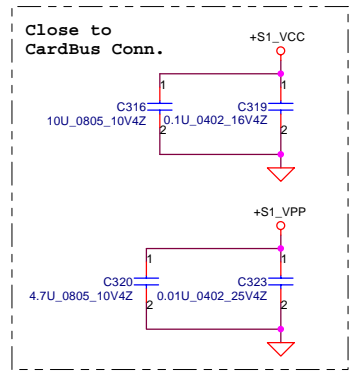 Close to
CardBus Conn.
+S1_VCC
1
1
C316
C319
10U_0805_10V4Z
0.1U_0402_16V4Z
2
2
+S1_VPP
1
1
C320
C323
4.7U_0805_10V4Z
0.01U_0402_25V4Z
2
2